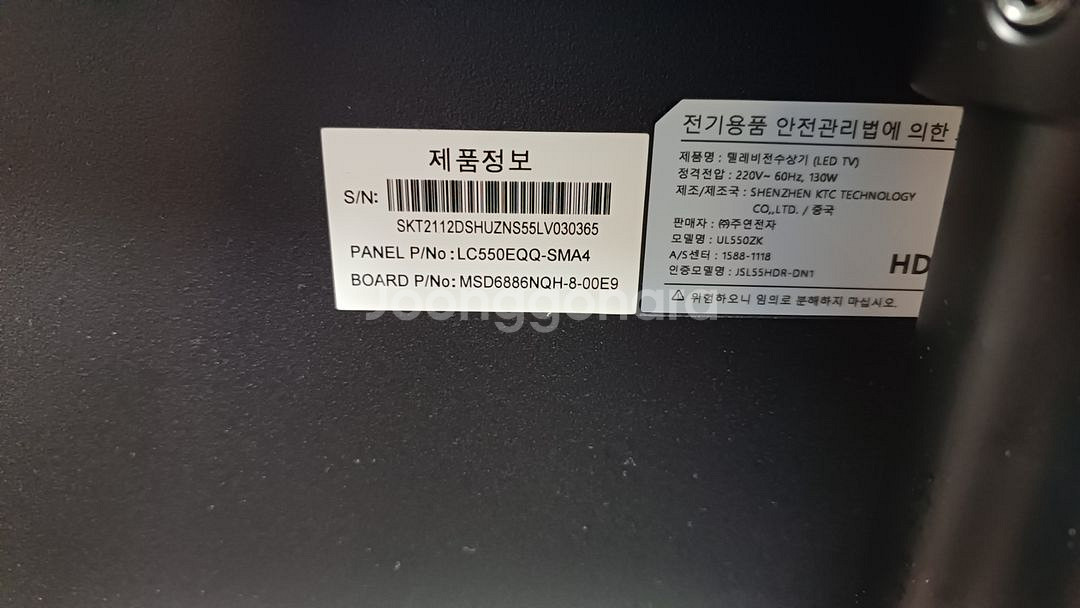 제품정보
S/N:
SKT2112DSHUZNS55LV030365
PANEL P/No : LC550EQQ-SMA4
BOARD P/No: MSD6886NQH-8-00E9
전기용품 안전관리법에 의한
제품명 : 텔레비전수상기 (LED TV)
정격전압 : 220V~ 60Hz, 130W
제조/제조국 : SHENZHEN KTC TECHNOLOGY
CO,.LTD. / 중국
판매자 : ㈜주연전자
모델명 : UL550ZK
A/S센터 : 1588-1118
인증모델명 : JSL55HDR-DN1
HD
⚠ 위험하오니 임의로 분해하지 마십시오.
Joonggonara